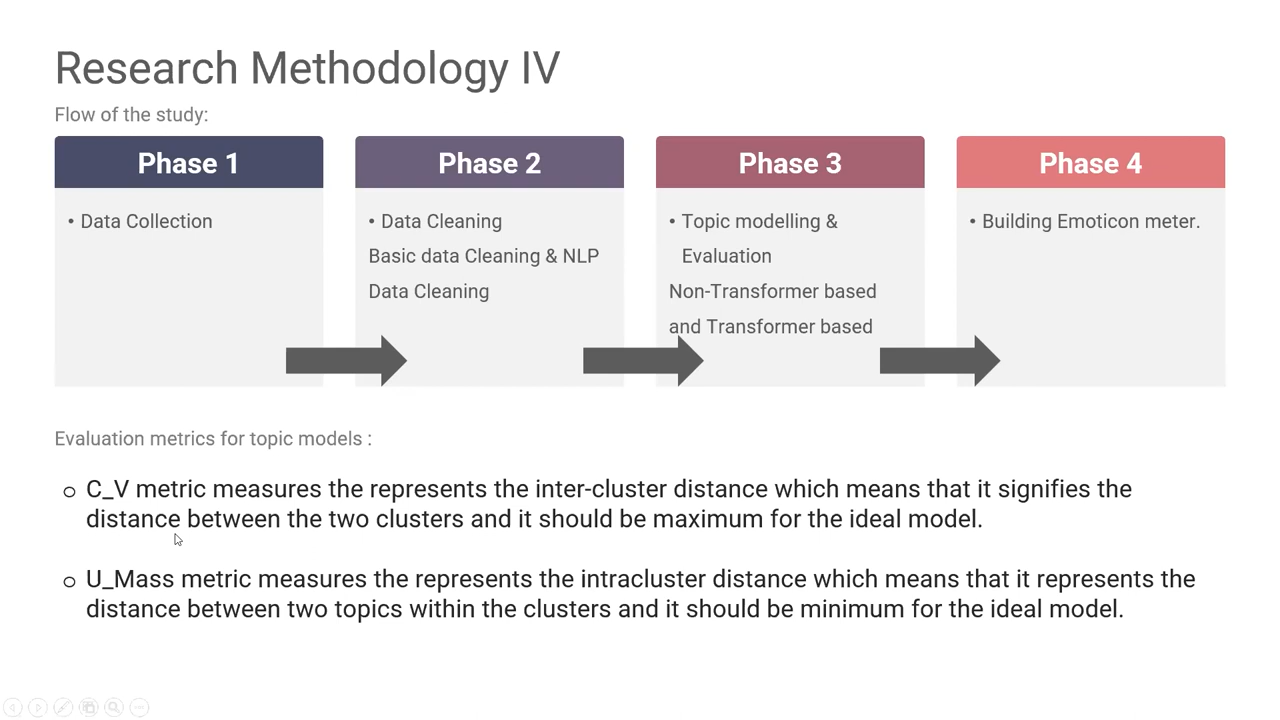 Research Methodology IV
Flow of the study:
Phase 1
• Data Collection
Phase 2
• Data Cleaning
Basic data Cleaning & NLP
Data Cleaning
Phase 3
• Topic modelling &
Evaluation
Non-Transformer based
and Transformer based
Phase 4
• Building Emoticon meter.
Evaluation metrics for topic models :
o C_V metric measures the represents the inter-cluster distance which means that it signifies the
distance between the two clusters and it should be maximum for the ideal model.
o U_Mass metric measures the represents the intracluster distance which means that it represents the
distance between two topics within the clusters and it should be minimum for the ideal model.